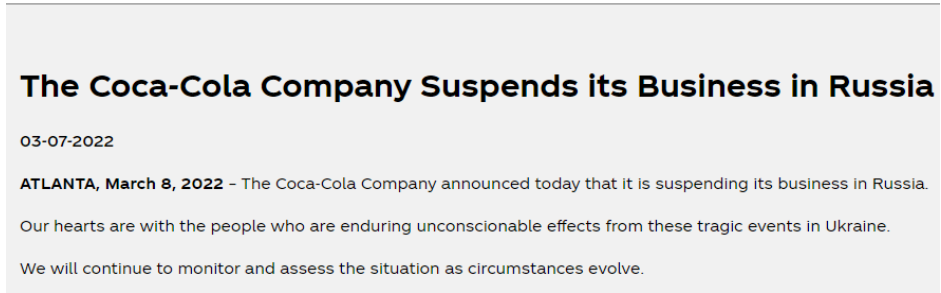 The Coca-Cola Company Suspends its Business in Russia
03-07-2022
ATLANTA, March 8, 2022 – The Coca-Cola Company announced today that it is suspending its business in Russia.
Our hearts are with the people who are enduring unconscionable effects from these tragic events in Ukraine.
We will continue to monitor and assess the situation as circumstances evolve.